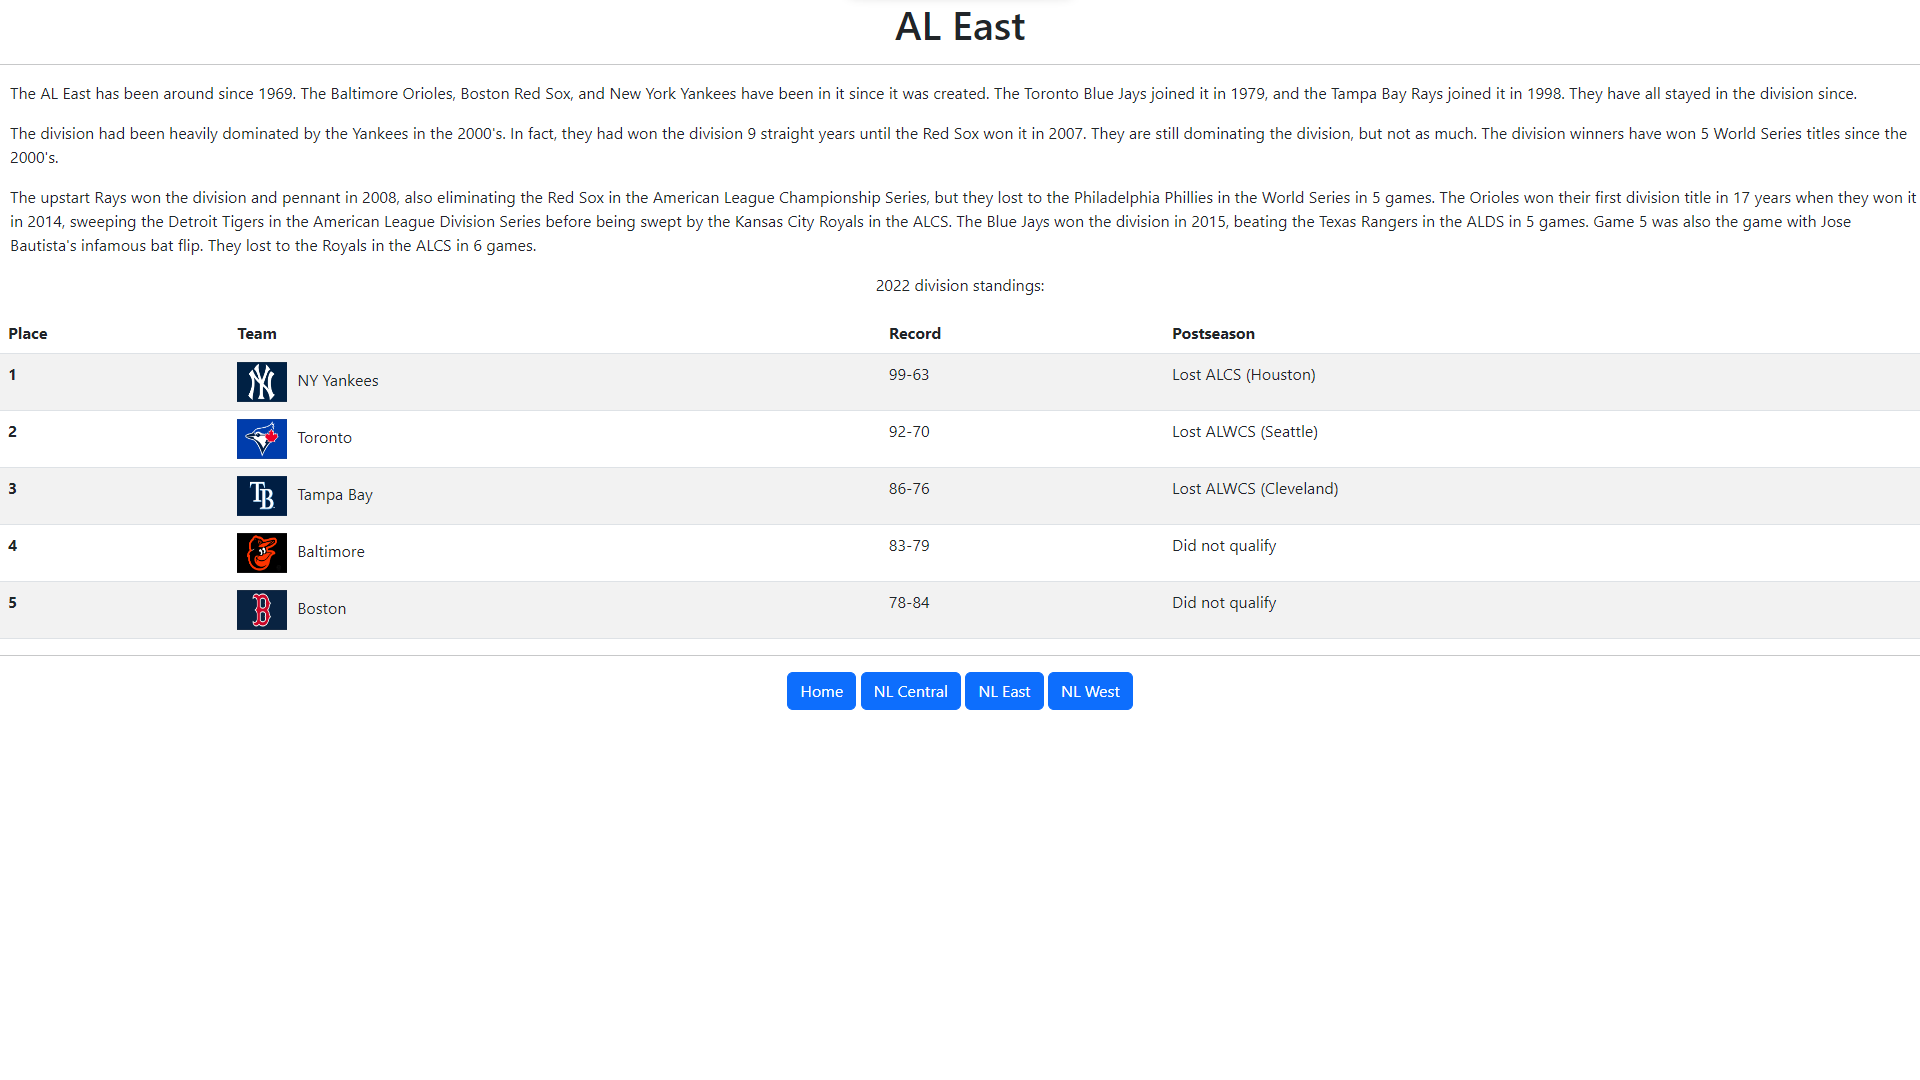 AL East
The AL East has been around since 1969. The Baltimore Orioles, Boston Red Sox, and New York Yankees have been in it since it was created. The Toronto Blue Jays joined it in 1979, and the Tampa Bay Rays joined it in 1998. They have all stayed in the division since.
The division had been heavily dominated by the Yankees in the 2000's. In fact, they had won the division 9 straight years until the Red Sox won it in 2007. They are still dominating the division, but not as much. The division winners have won 5 World Series titles since the
2000's.
The upstart Rays won the division and pennant in 2008, also eliminating the Red Sox in the American League Championship Series, but they lost to the Philadelphia Phillies in the World Series in 5 games. The Orioles won their first division title in 17 years when they won it
in 2014, sweeping the Detroit Tigers in the American League Division Series before being swept by the Kansas City Royals in the ALCS. The Blue Jays won the division in 2015, beating the Texas Rangers in the ALDS in 5 games. Game 5 was also the game with Jose
Bautista's infamous bat flip. They lost to the Royals in the ALCS in 6 games.
2022 division standings:
Place Team Record Postseason
1 NY NY Yankees 99-63 Lost ALCS (Houston)
2 Toronto 92-70 Lost ALWCS (Seattle)
3 TB Tampa Bay 86-76 Lost ALWCS (Cleveland)
4 Baltimore 83-79 Did not qualify
5 B Boston 78-84 Did not qualify
Home NL Central NL East NL West